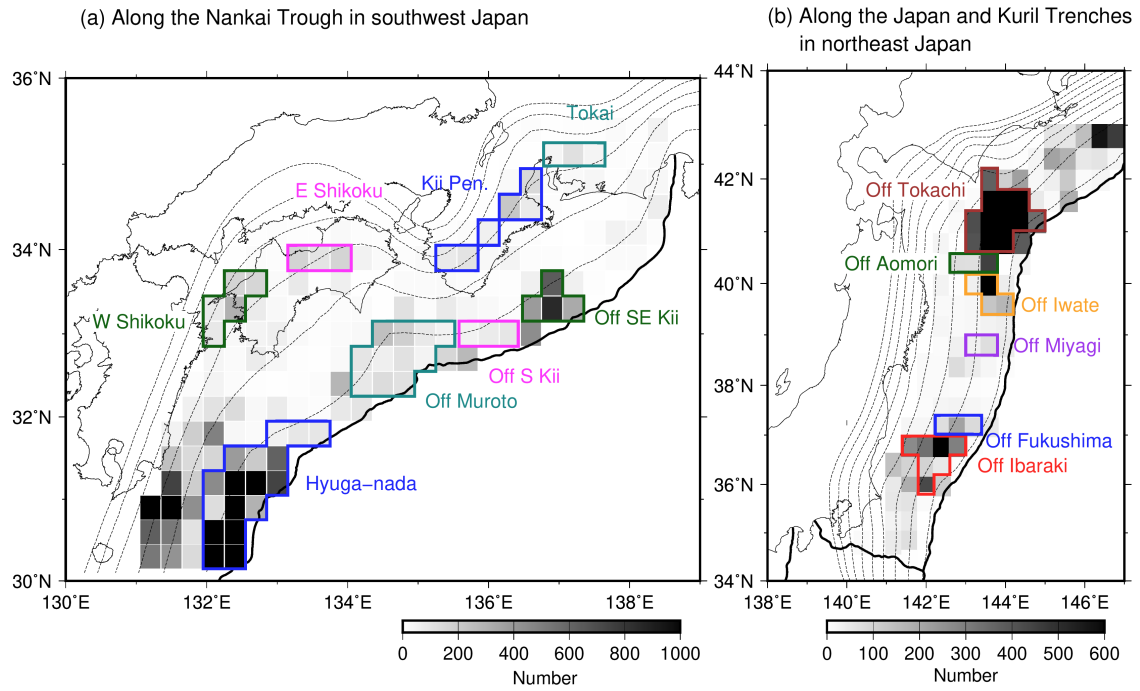 (a) Along the Nankai Trough in southwest Japan
36˚N
34˚N
32˚N
30˚N
130˚E
132˚E
134˚E
136˚E
138˚E
Tokai
Kii Pen.
E Shikoku
W Shikoku
Off SE Kii
Off S Kii
Off Muroto
Hyuga−nada
0
200
400
600
800
1000
Number
(b) Along the Japan and Kuril Trenches
in northeast Japan
44˚N
42˚N
40˚N
38˚N
36˚N
34˚N
138˚E
140˚E
142˚E
144˚E
146˚E
Off Tokachi
Off Aomori
Off Iwate
Off Miyagi
Off Fukushima
Off Ibaraki
0
100
200
300
400
500
600
Number